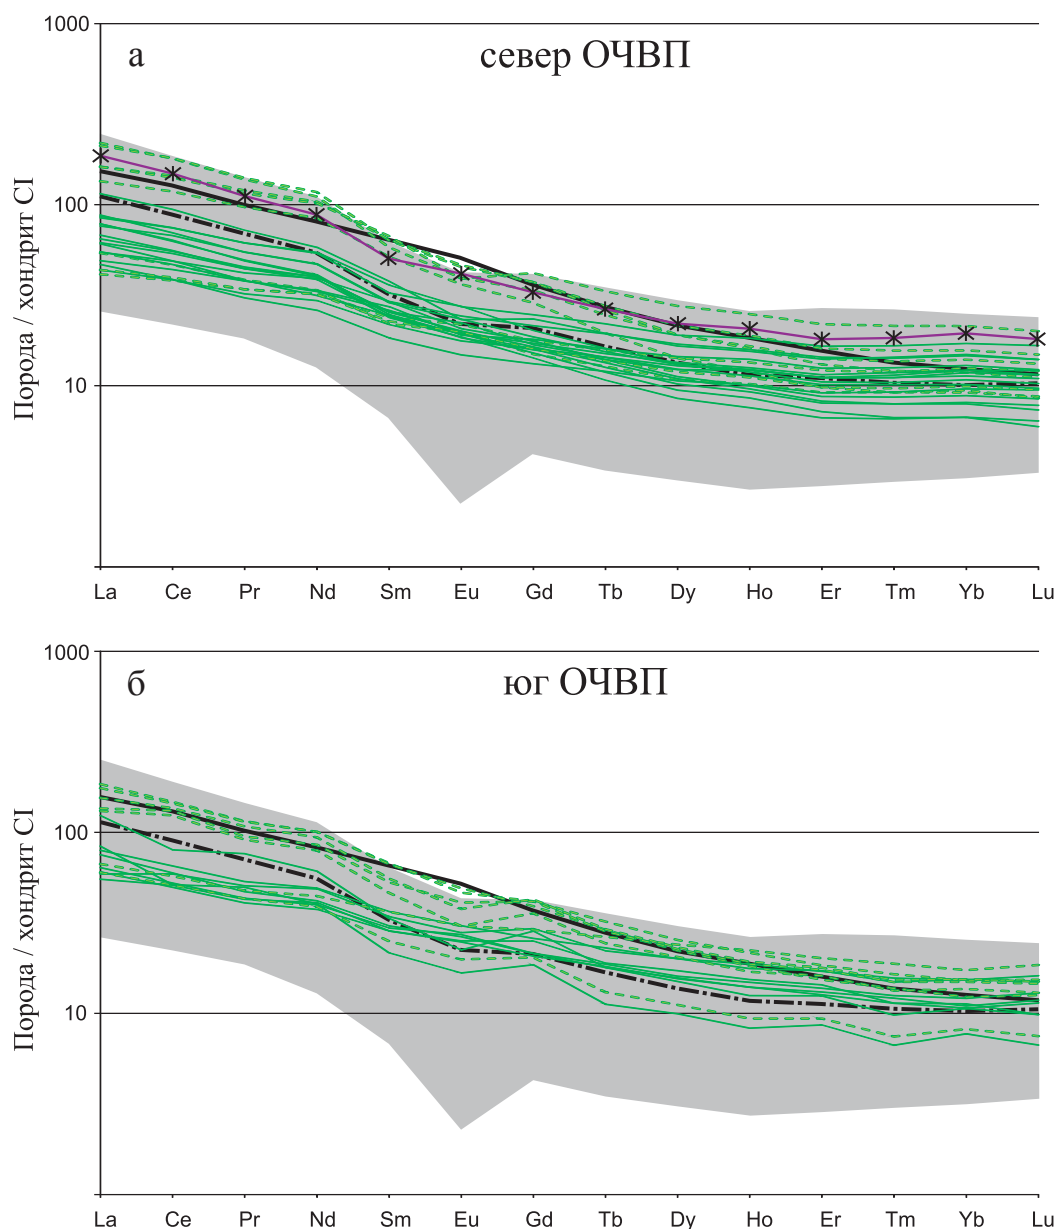 1000
а
север ОЧВП
100
10
Порода / хондрит CI
La Ce Pr Nd Sm Eu Gd Tb Dy Ho Er Tm Yb Lu
1000
б
юг ОЧВП
100
10
Порода / хондрит CI
La Ce Pr Nd Sm Eu Gd Tb Dy Ho Er Tm Yb Lu